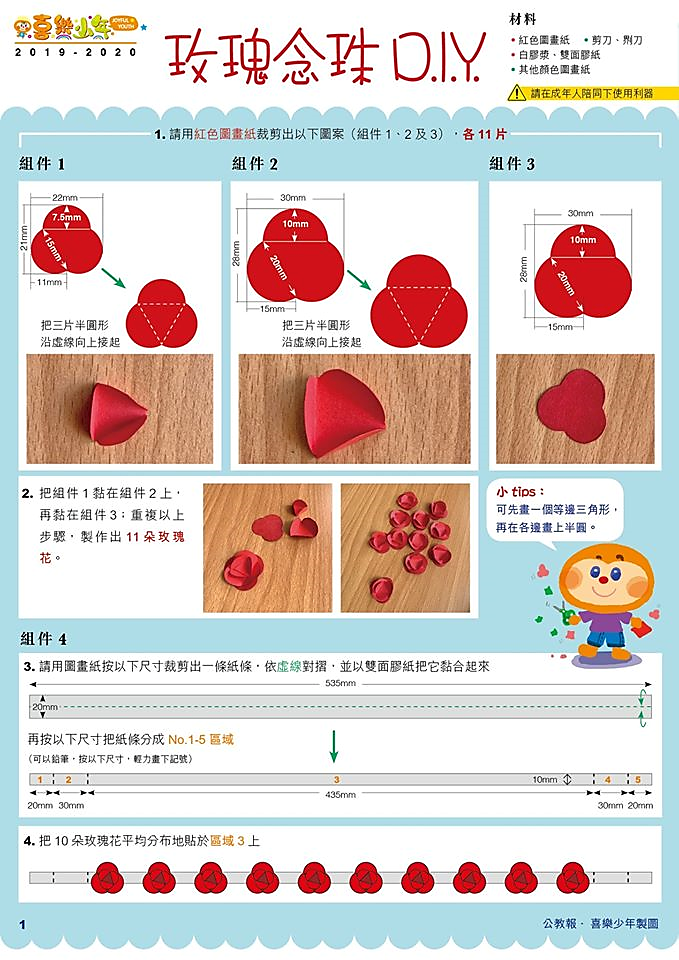 喜樂少年
JOYFUL YOUTH
2019-2020
玫瑰念珠 D.I.Y.
材料
• 紅色圖畫紙 • 剪刀、𠝹刀
• 白膠漿、雙面膠紙
• 其他顏色圖畫紙
請在成年人陪同下使用利器
1. 請用紅色圖畫紙裁剪出以下圖案（組件 1、2 及 3），各 11 片
組件 1
組件 2
組件 3
22mm
7.5mm
21mm
15mm
11mm
把三片半圓形
沿虛線向上接起
30mm
10mm
28mm
20mm
15mm
把三片半圓形
沿虛線向上接起
30mm
10mm
28mm
20mm
15mm
2. 把組件 1 黏在組件 2 上，
再黏在組件 3；重複以上
步驟，製作出 11 朵玫瑰
花。
小 tips：
可先畫一個等邊三角形，
再在各邊畫上半圓。
組件 4
3. 請用圖畫紙按以下尺寸裁剪出一條紙條，依虛線對摺，並以雙面膠紙把它黏合起來
535mm
20mm
再按以下尺寸把紙條分成 No.1-5 區域
（可以鉛筆，按以下尺寸，輕力畫下記號）
1 2 3 10mm 4 5
20mm 30mm 435mm 30mm 20mm
4. 把 10 朵玫瑰花平均分布地貼於區域 3 上
1
公教報． 喜樂少年製圖